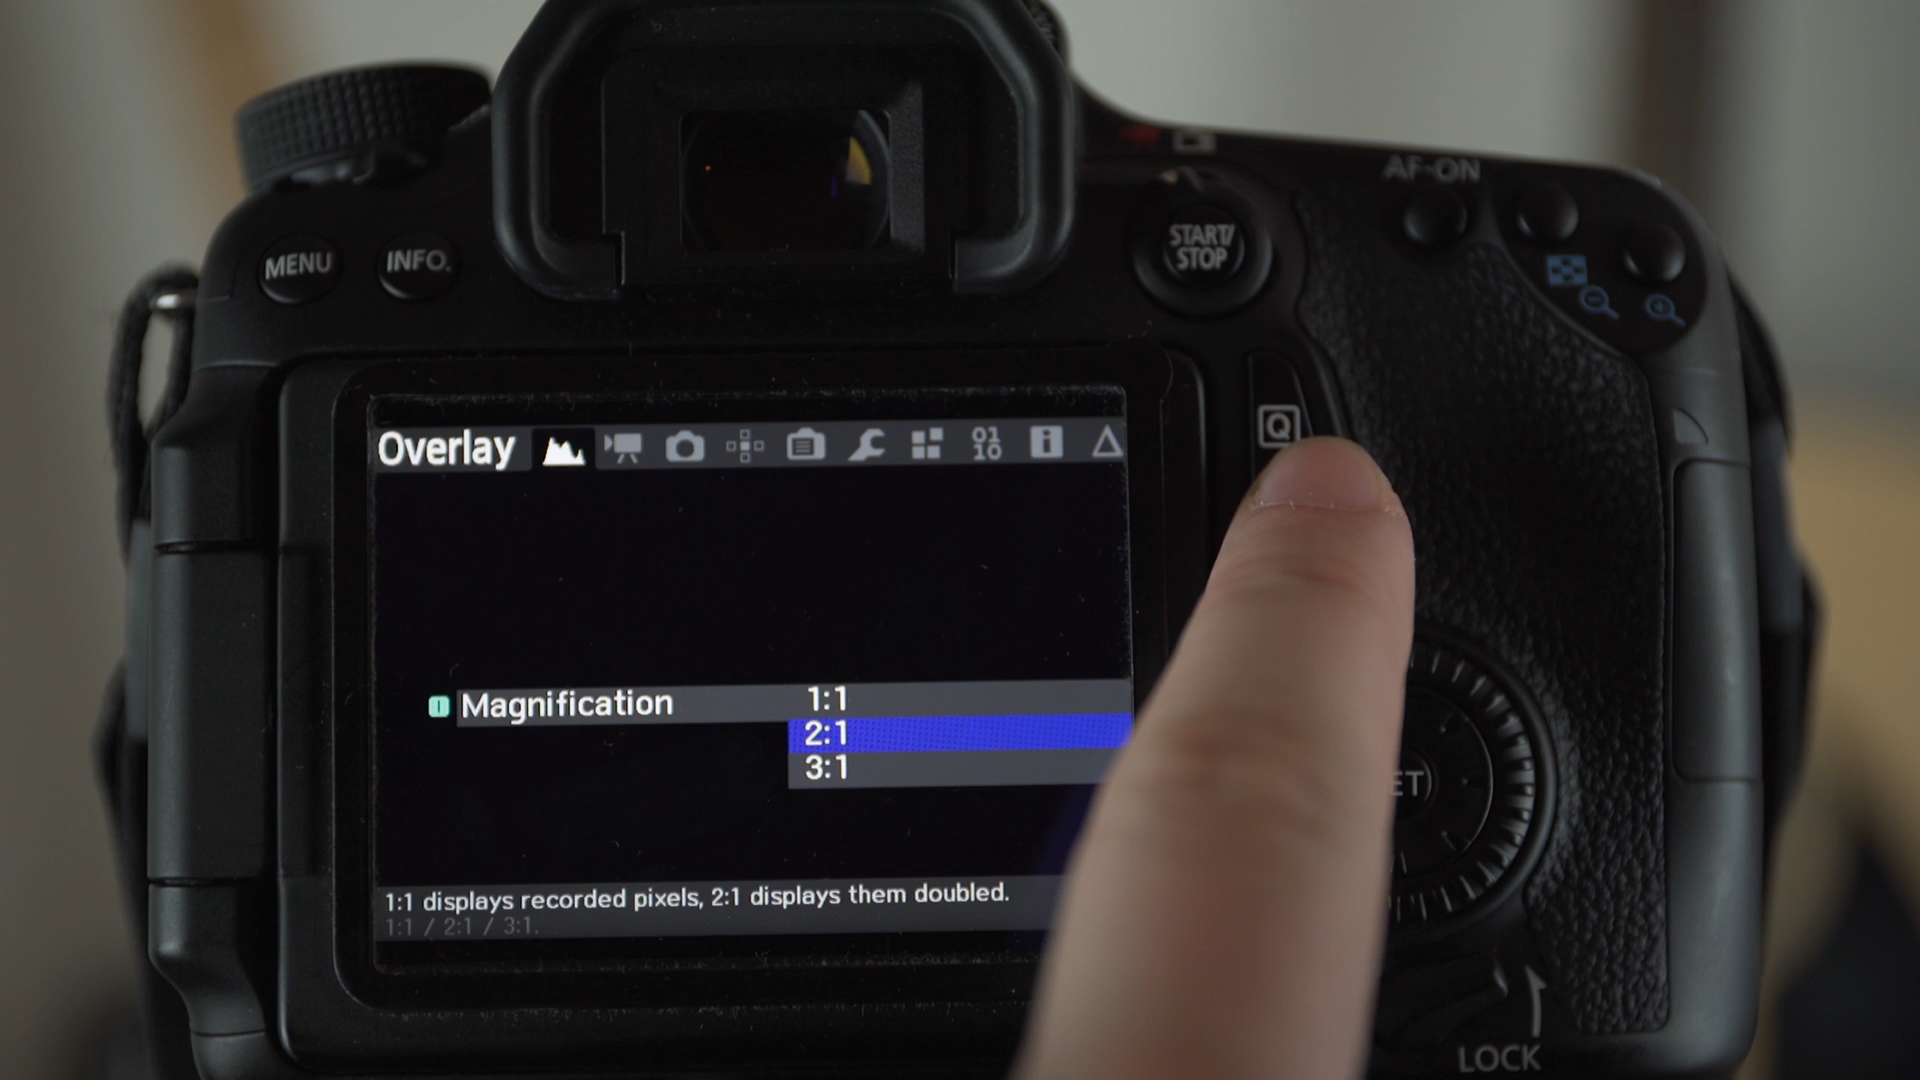 AF-ON
MENU
INFO.
START/
STOP
Q
Overlay
01
10
i
Magnification
1:1
2:1
3:1
ET
1:1 displays recorded pixels, 2:1 displays them doubled.
1:1 / 2:1 / 3:1.
LOCK